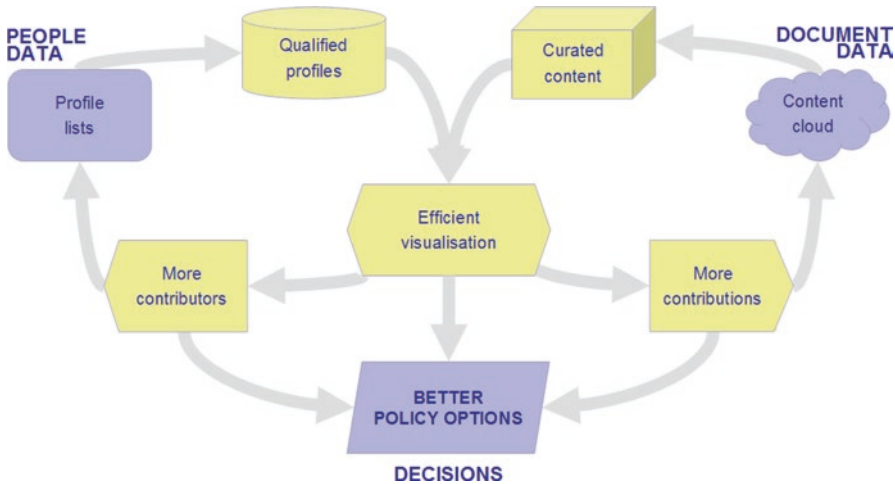 PEOPLE
DATA
Qualified
profiles
Curated
content
DOCUMENT
DATA
Profile
lists
Content
cloud
Efficient
visualisation
More
contributors
More
contributions
BETTER
POLICY OPTIONS
DECISIONS